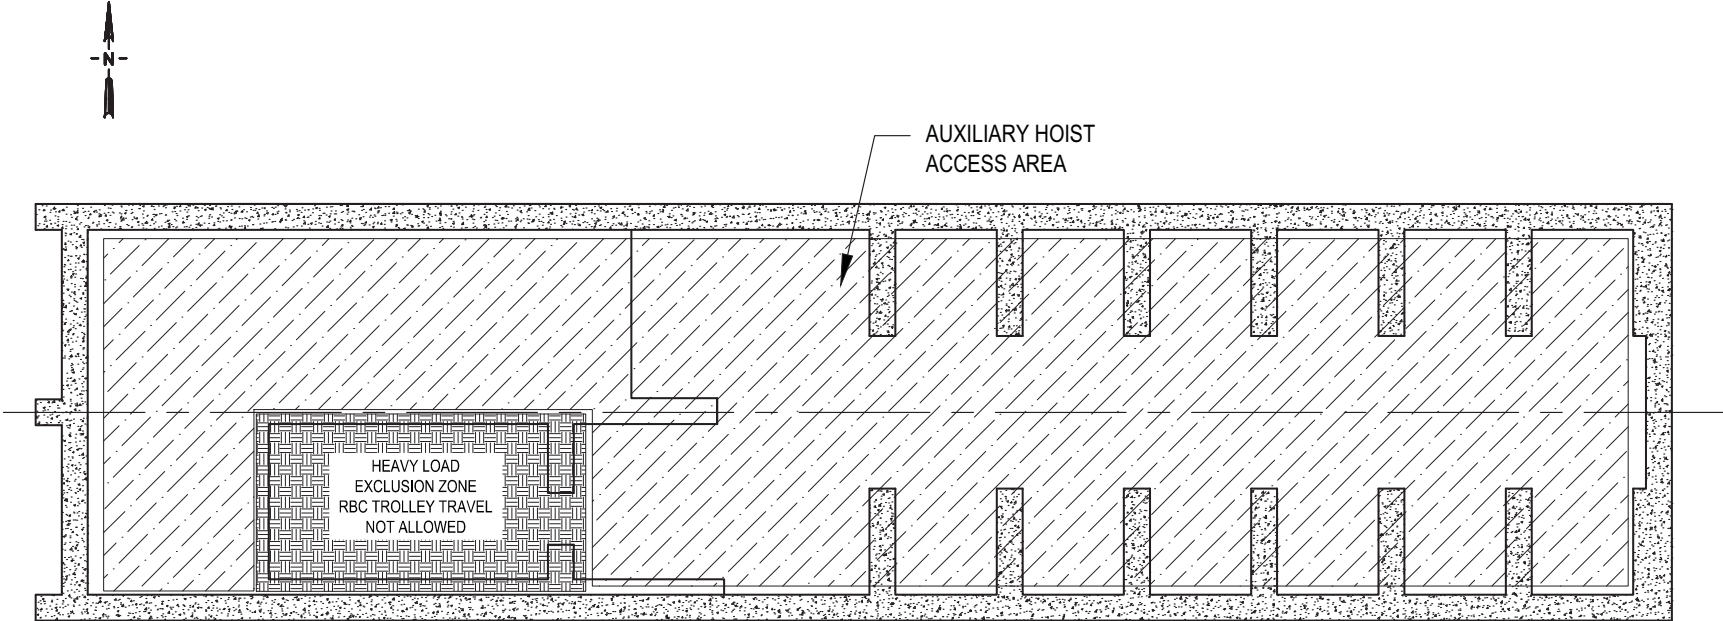 N
AUXILIARY HOIST
ACCESS AREA
HEAVY LOAD
EXCLUSION ZONE
RBC TROLLEY TRAVEL
NOT ALLOWED